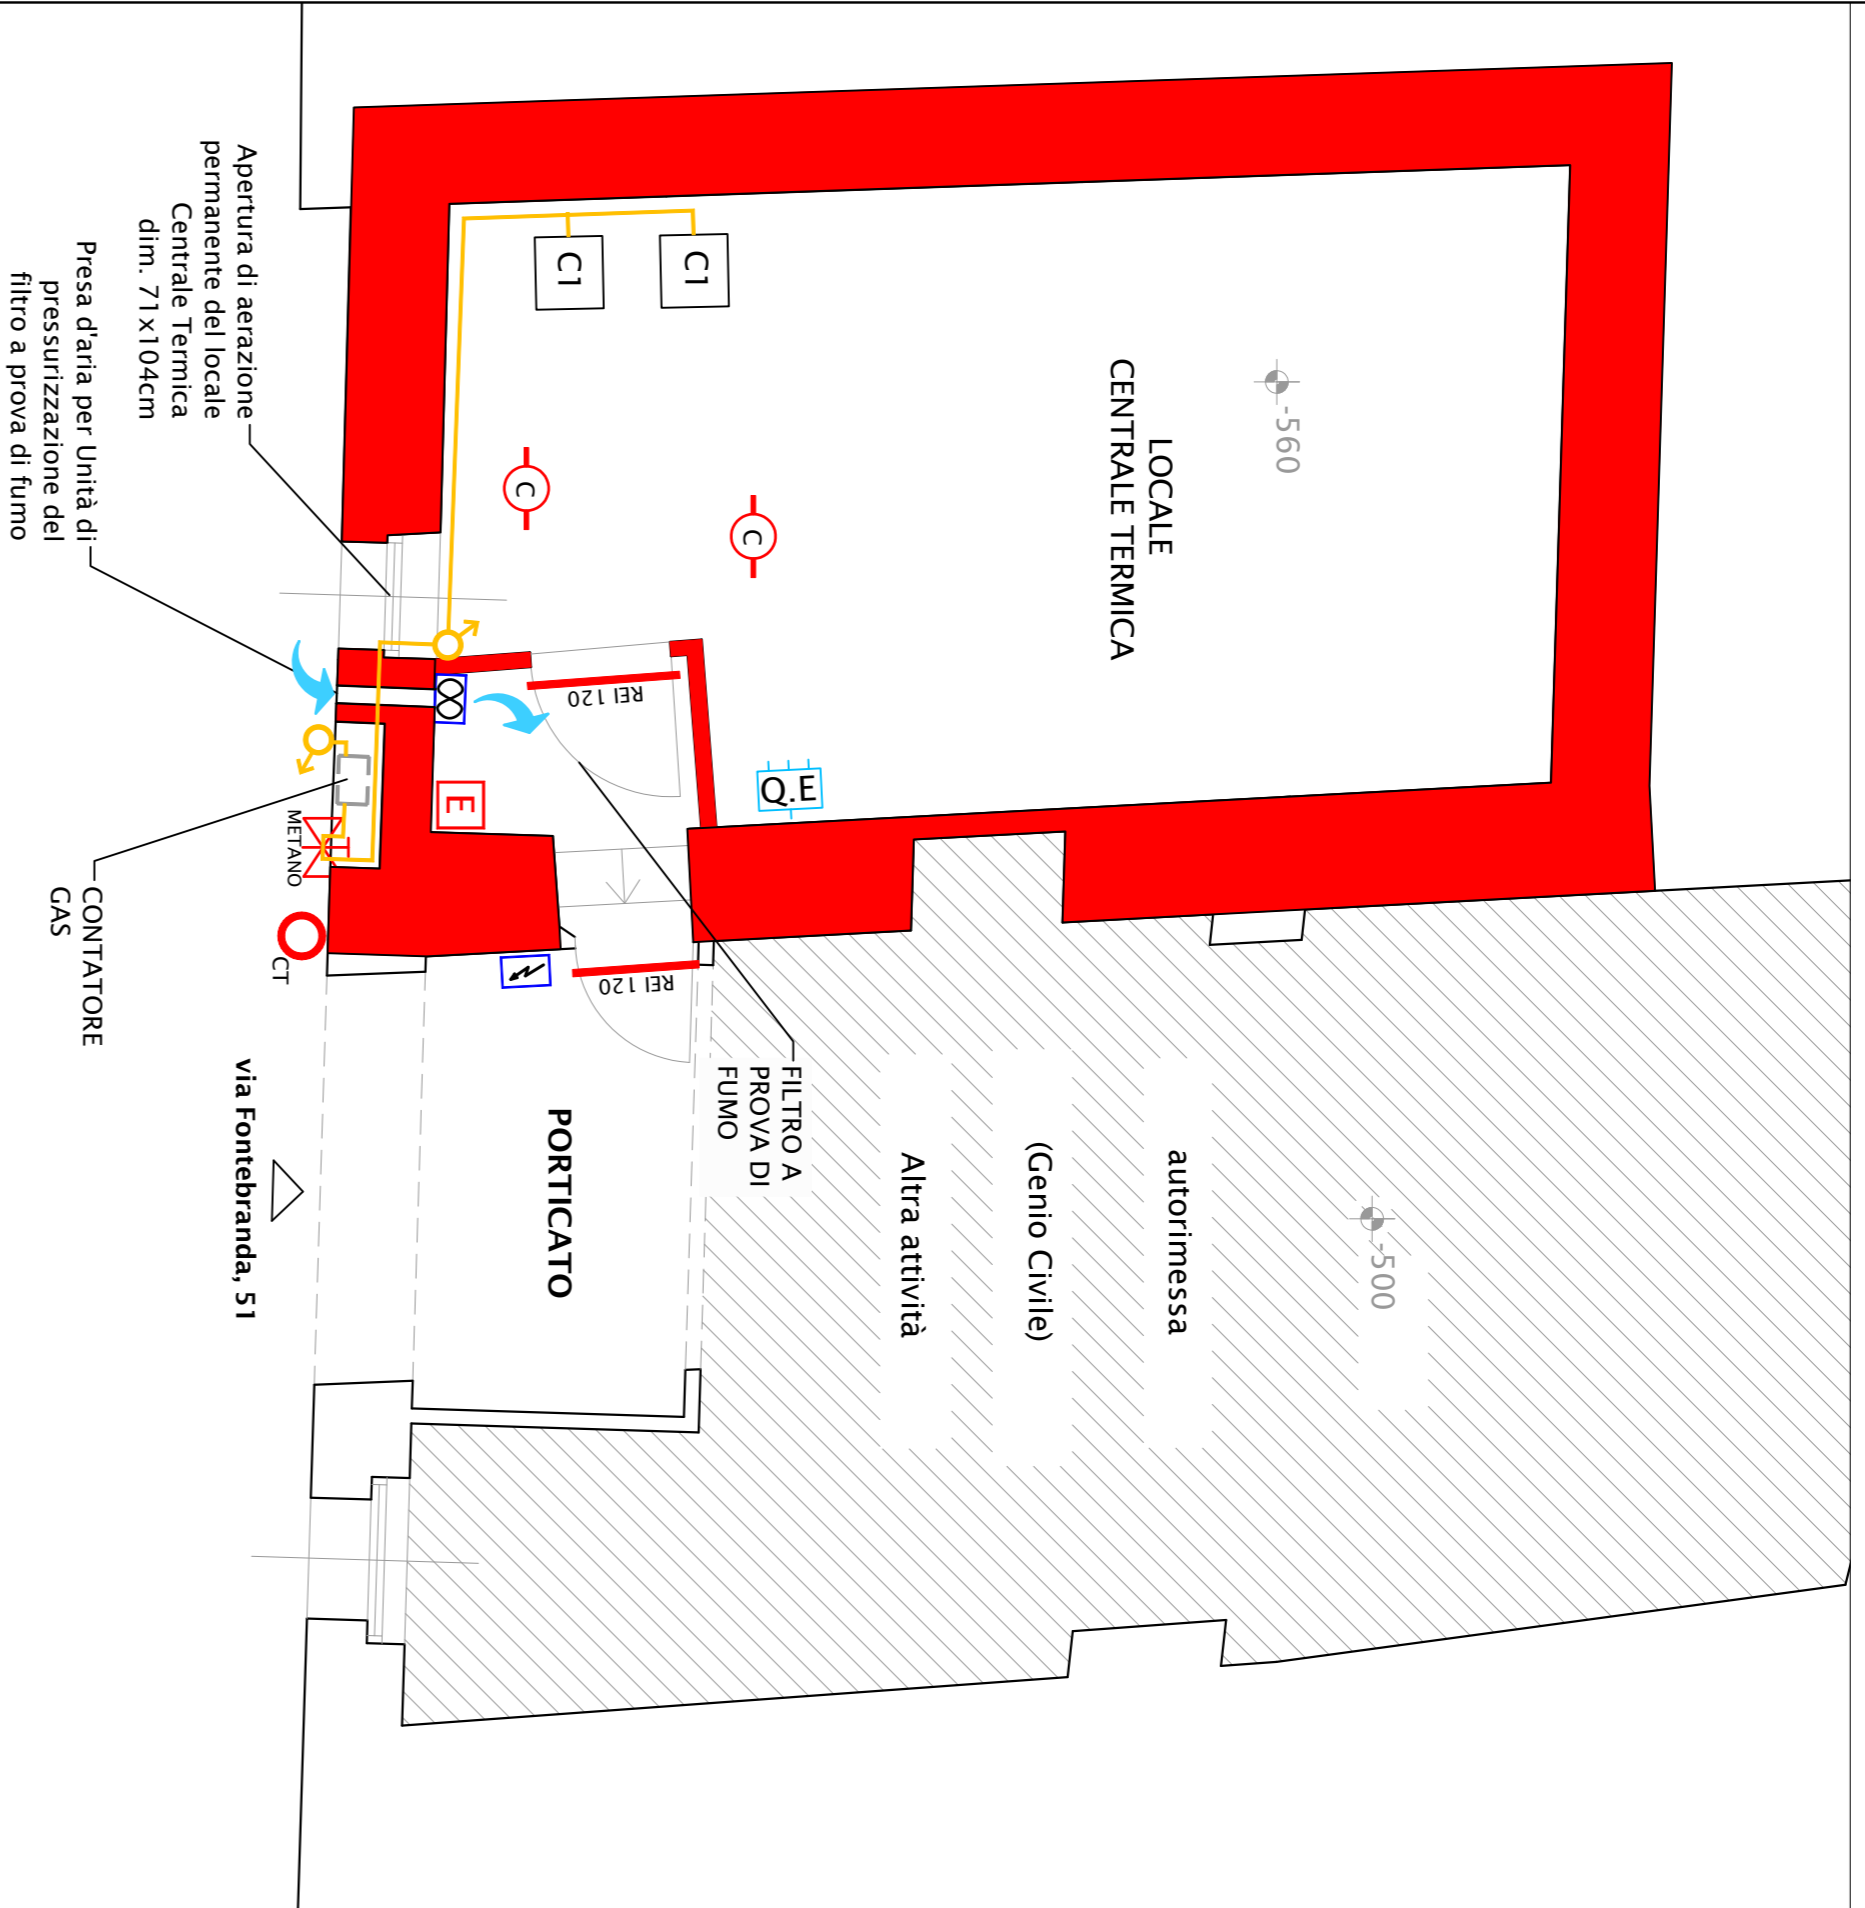 Apertura di aerazione
permanente del locale
Centrale Termica
dim. 71x104cm
Presa d'aria per Unità di
pressurizzazione del
filtro a prova di fumo
C1
C1
C
C
LOCALE
CENTRALE TERMICA
-560
REI 120
Q.E
E
METANO
CT
CONTATORE
GAS
REI 120
FILTRO A
PROVA DI
FUMO
PORTICATO
via Fontebranda, 51
autorimessa
(Genio Civile)
Altra attività
-500